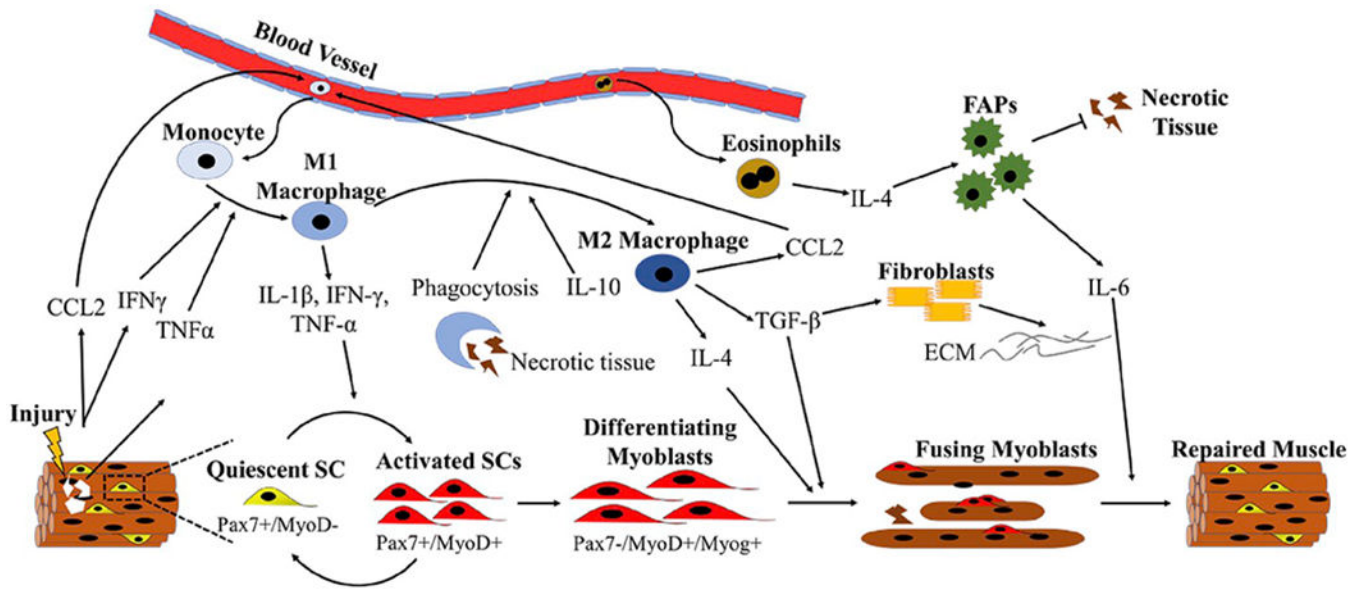 Blood Vessel
Monocyte
M1
Macrophage
Eosinophils
FAPs
Necrotic
Tissue
IL-4
M2 Macrophage
CCL2
Fibroblasts
CCL2
IFNγ
TNFα
IL-1β, IFN-γ,
TNF-α
Phagocytosis
IL-10
Necrotic tissue
IL-4
TGF-β
ECM
IL-6
Injury
Quiescent SC
Pax7+/MyoD-
Activated SCs
Pax7+/MyoD+
Differentiating
Myoblasts
Pax7-/MyoD+/Myog+
Fusing Myoblasts
Repaired Muscle